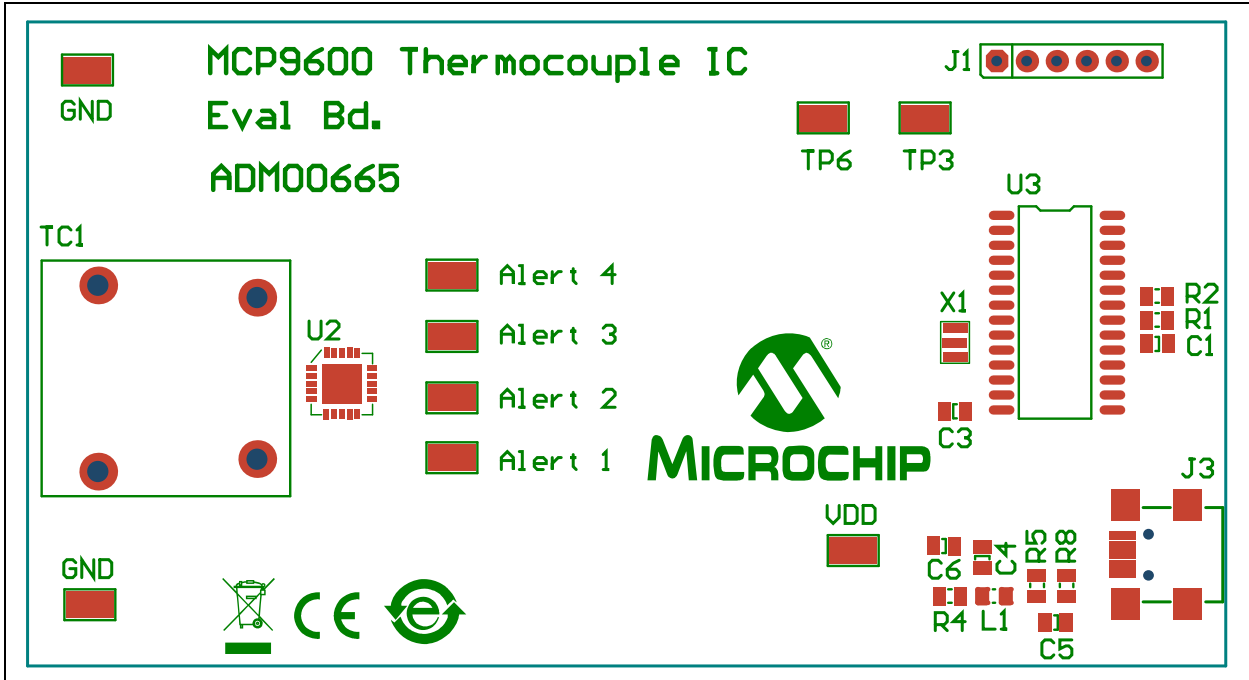 MCP9600 Thermocouple IC
Eval Bd.
ADM00665
GND
J1
TP6
TP3
U3
TC1
Alert 4
U2
Alert 3
Alert 2
Alert 1
X1
R2
R1
C1
C3
®
MICROCHIP
J3
VDD
GND
C6
C4
R5
R8
R4
L1
C5
CE
e